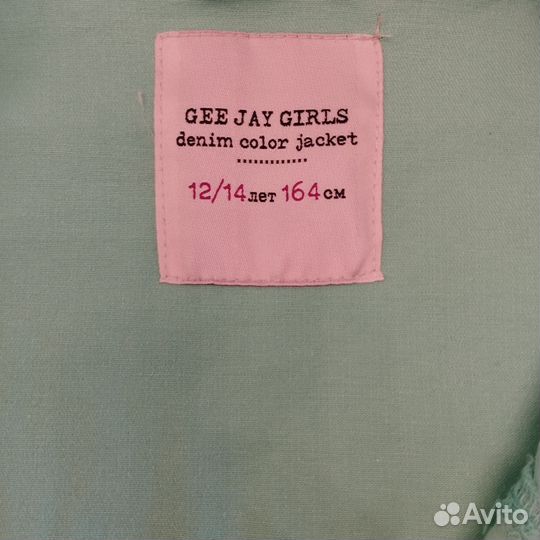 GEE JAY GIRLS
denim color jacket
12/14лет 164см
Avito